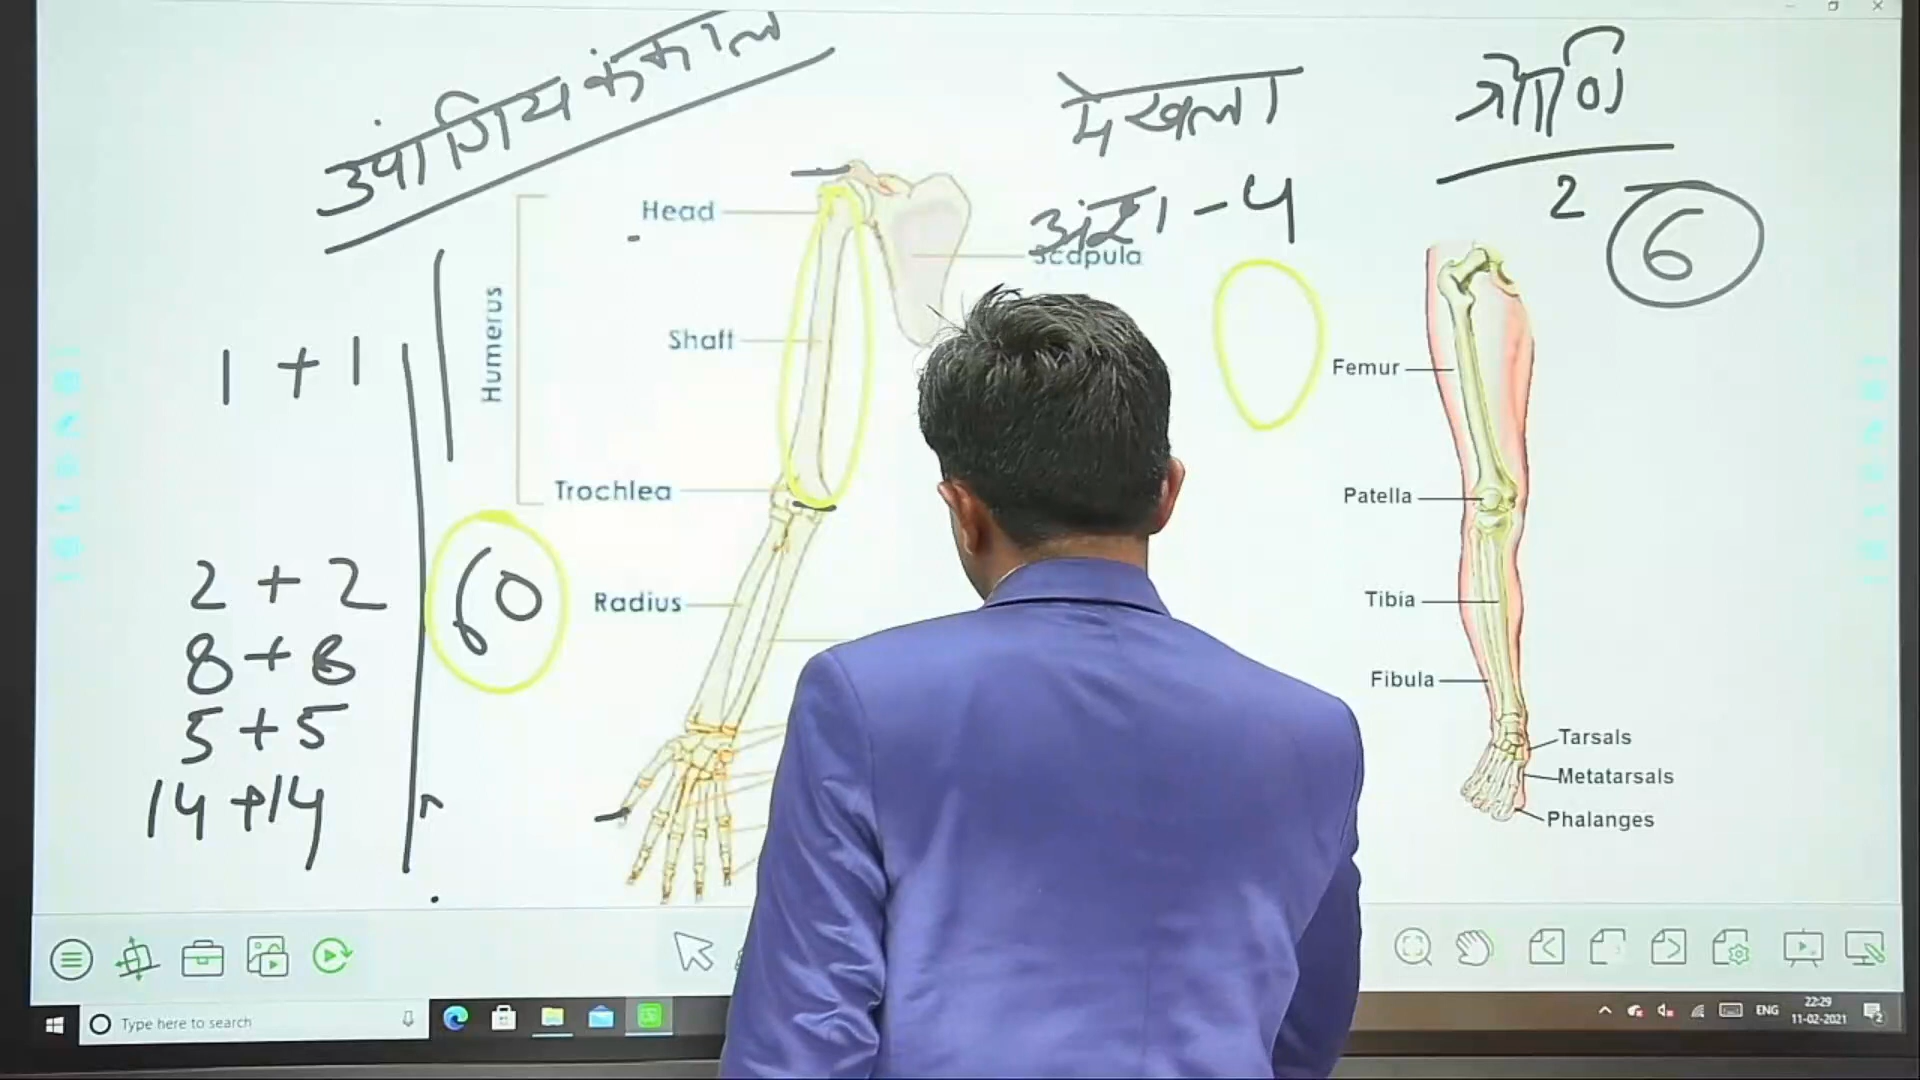 उपांगिय कंकाल
मेखला
श्रोणि
अंश - 4
2
6
Head
Scapula
Humerus
Shaft
1 + 1
Femur
Trochlea
Patella
60
2 + 2
Radius
Tibia
8 + 8
Fibula
5 + 5
Tarsals
14 + 14
Metatarsals
Phalanges
Type here to search
ENG
22:29
11-02-2021
2